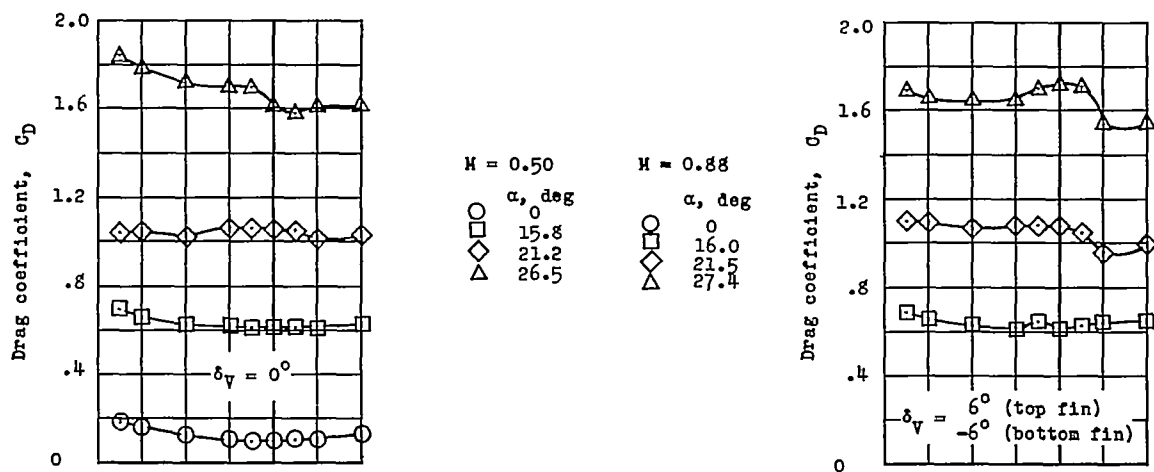 2.0
1.6
1.2
.8
.4
0
Drag coefficient, C_D
δ_V = 0°
M = 0.50
α, deg
0
15.8
21.2
26.5
M = 0.88
α, deg
0
16.0
21.5
27.4
2.0
1.6
1.2
.8
.4
0
Drag coefficient, C_D
δ_V = 6° (top fin)
-6° (bottom fin)